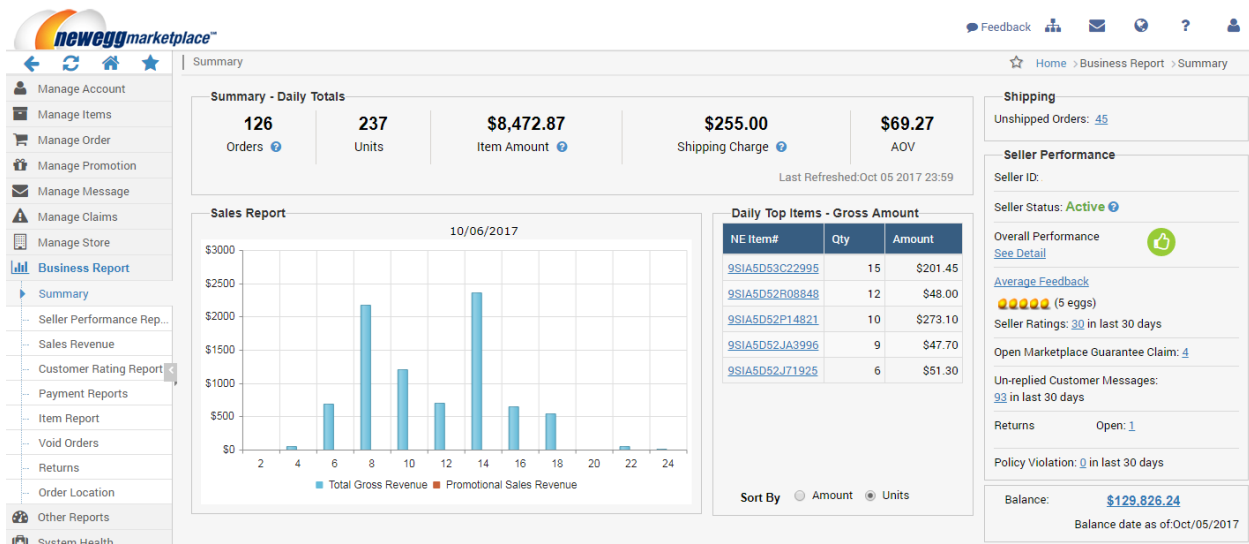 neweggmarketplace™
Feedback
?
Summary
Home > Business Report > Summary
Manage Account
Manage Items
Manage Order
Manage Promotion
Manage Message
Manage Claims
Manage Store
Business Report
Summary
Seller Performance Rep...
Sales Revenue
Customer Rating Report
Payment Reports
Item Report
Void Orders
Returns
Order Location
Other Reports
System Health
Summary - Daily Totals
126 237 $8,472.87 $255.00 $69.27
Orders ? Units Item Amount ? Shipping Charge ? AOV
Last Refreshed:Oct 05 2017 23:59
Sales Report
10/06/2017
$3000
$2500
$2000
$1500
$1000
$500
$0
2 4 6 8 10 12 14 16 18 20 22 24
Total Gross Revenue Promotional Sales Revenue
Daily Top Items - Gross Amount
NE Item# Qty Amount
9SIA5D53C22995 15 $201.45
9SIA5D52R08848 12 $48.00
9SIA5D52P14821 10 $273.10
9SIA5D52JA3996 9 $47.70
9SIA5D52J71925 6 $51.30
Sort By Amount Units
Shipping
Unshipped Orders: 45
Seller Performance
Seller ID:
Seller Status: Active ?
Overall Performance
See Detail
Average Feedback
(5 eggs)
Seller Ratings: 30 in last 30 days
Open Marketplace Guarantee Claim: 4
Un-replied Customer Messages:
93 in last 30 days
Returns Open: 1
Policy Violation: 0 in last 30 days
Balance: $129,826.24
Balance date as of:Oct/05/2017